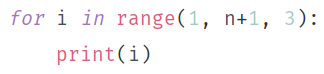 for i in range(1, n+1, 3):
    print(i)